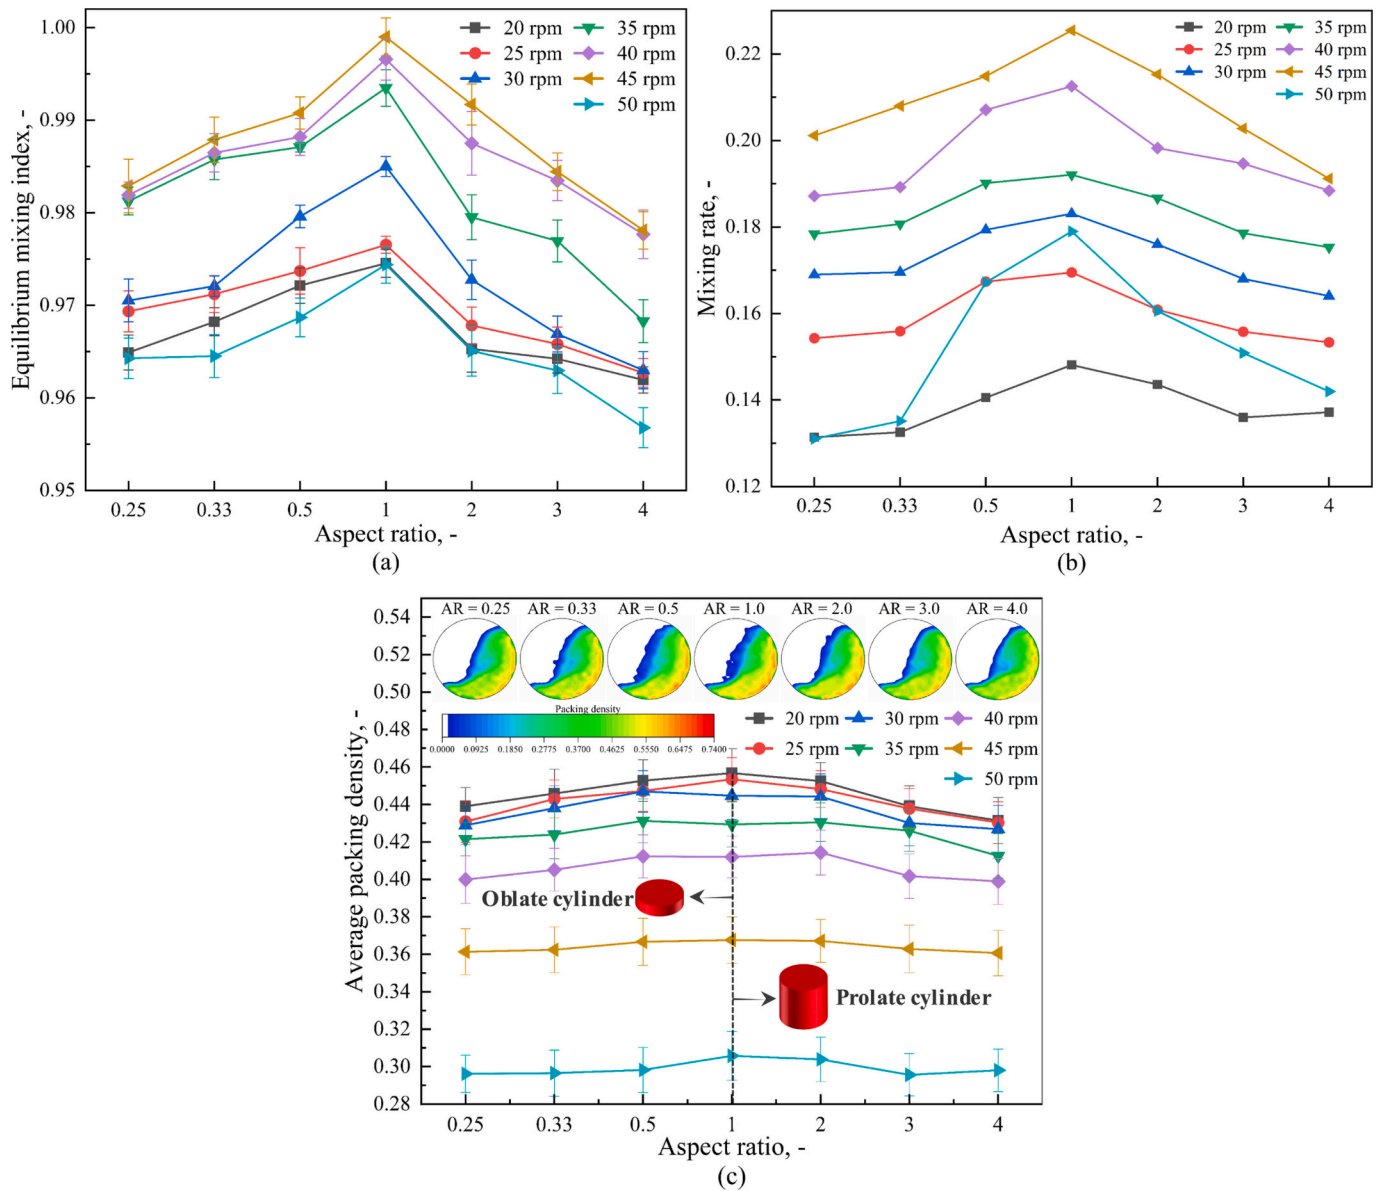 1.00
0.99
0.98
0.97
0.96
0.95
Equilibrium mixing index, -
20 rpm
25 rpm
30 rpm
35 rpm
40 rpm
45 rpm
50 rpm
0.25 0.33 0.5 1 2 3 4
Aspect ratio, -
(a)
0.22
0.20
0.18
0.16
0.14
0.12
Mixing rate, -
20 rpm
25 rpm
30 rpm
35 rpm
40 rpm
45 rpm
50 rpm
0.25 0.33 0.5 1 2 3 4
Aspect ratio, -
(b)
0.54
0.52
0.50
0.48
0.46
0.44
0.42
0.40
0.38
0.36
0.34
0.32
0.30
0.28
Average packing density, -
AR = 0.25 AR = 0.33 AR = 0.5 AR = 1.0 AR = 2.0 AR = 3.0 AR = 4.0
Packing density
0.0000 0.0925 0.1850 0.2775 0.3700 0.4625 0.5550 0.6475 0.7400
20 rpm 30 rpm 40 rpm
25 rpm 35 rpm 45 rpm
50 rpm
Oblate cylinder
Prolate cylinder
0.25 0.33 0.5 1 2 3 4
Aspect ratio, -
(c)